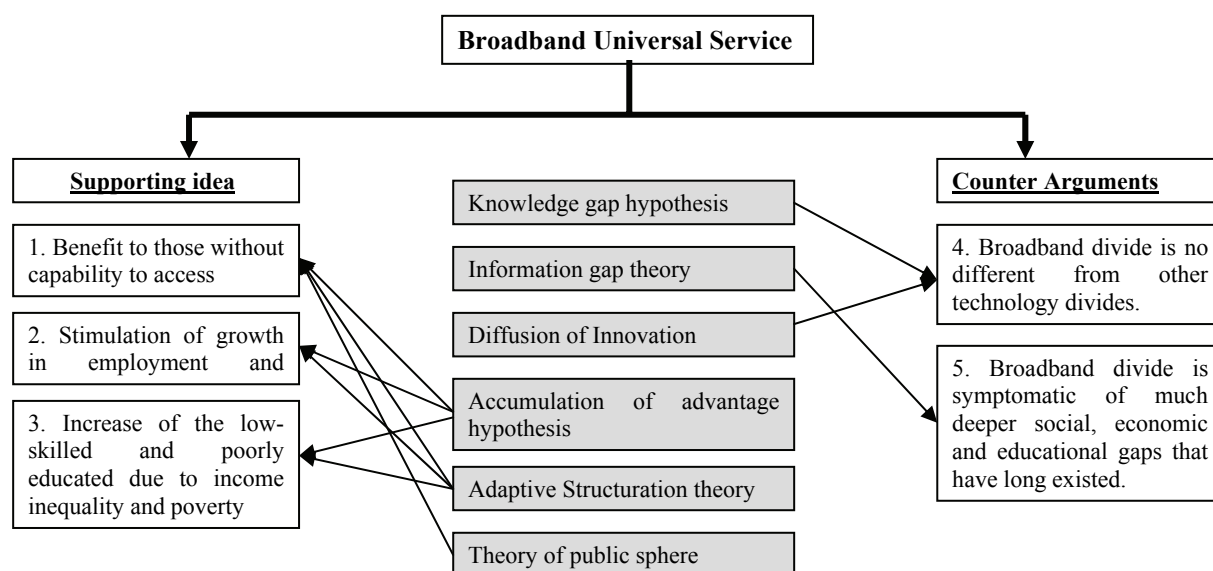 Broadband Universal Service
Supporting idea
1. Benefit to those without
capability to access
2. Stimulation of growth
in employment and
3. Increase of the low-
skilled and poorly
educated due to income
inequality and poverty
Knowledge gap hypothesis
Information gap theory
Diffusion of Innovation
Accumulation of advantage
hypothesis
Adaptive Structuration theory
Theory of public sphere
Counter Arguments
4. Broadband divide is no
different from other
technology divides.
5. Broadband divide is
symptomatic of much
deeper social, economic
and educational gaps that
have long existed.